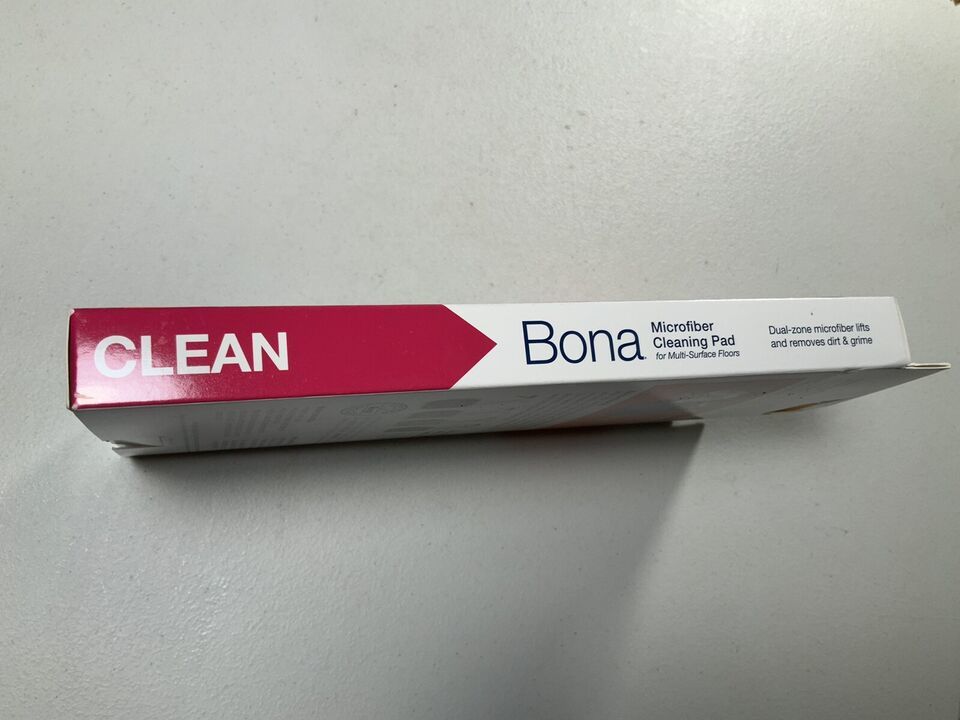 CLEAN
Bona
Microfiber
Cleaning Pad
for Multi-Surface Floors
Dual-zone microfiber lifts
and removes dirt & grime